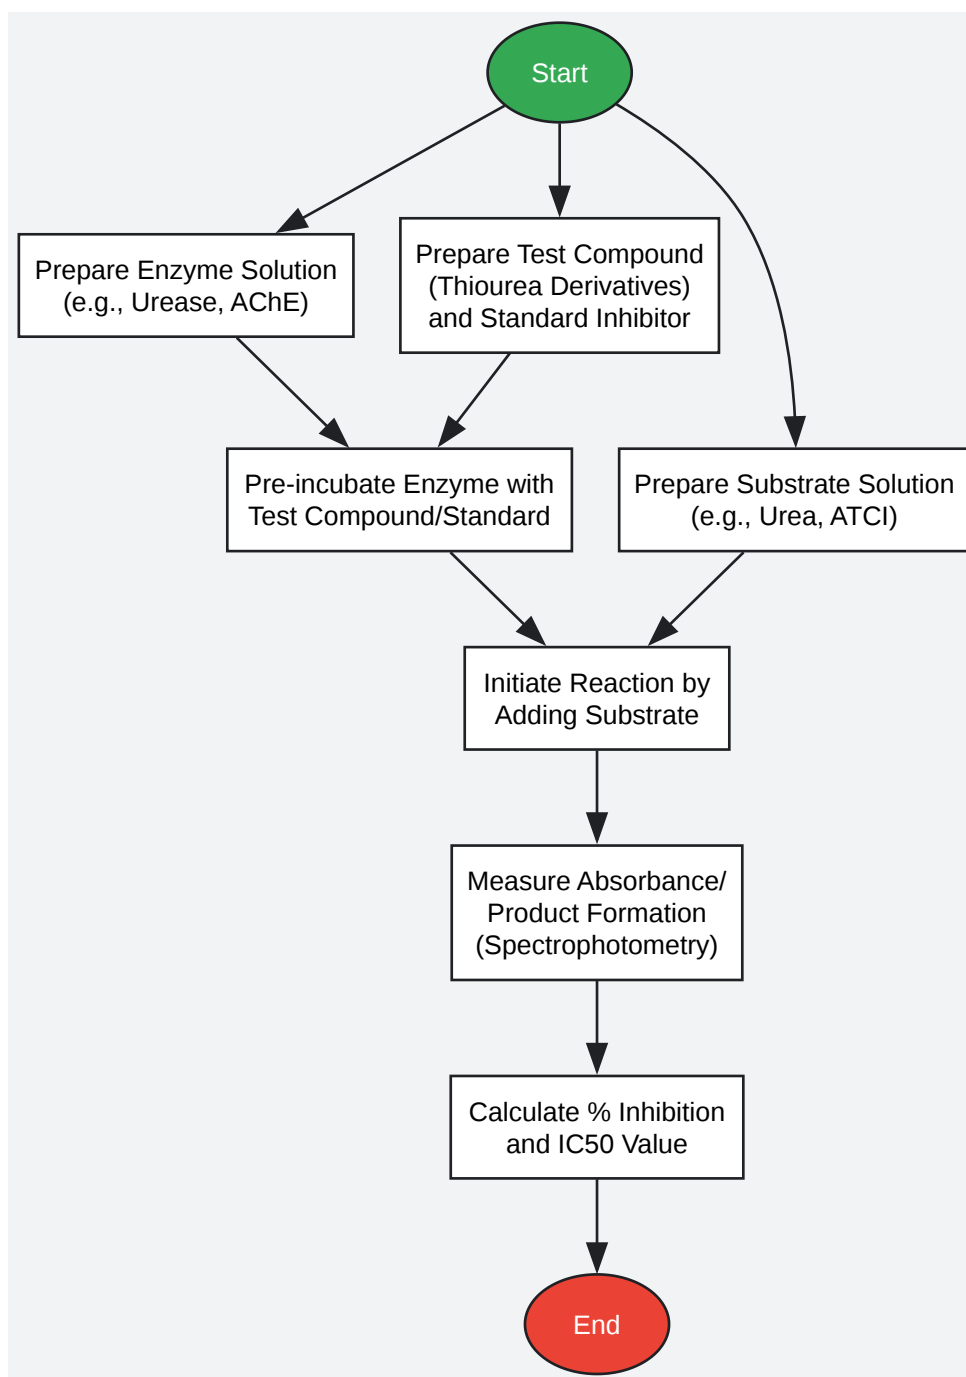 Start
Prepare Enzyme Solution
(e.g., Urease, AChE)
Prepare Test Compound
(Thiourea Derivatives)
and Standard Inhibitor
Pre-incubate Enzyme with
Test Compound/Standard
Prepare Substrate Solution
(e.g., Urea, ATCI)
Initiate Reaction by
Adding Substrate
Measure Absorbance/
Product Formation
(Spectrophotometry)
Calculate % Inhibition
and IC50 Value
End